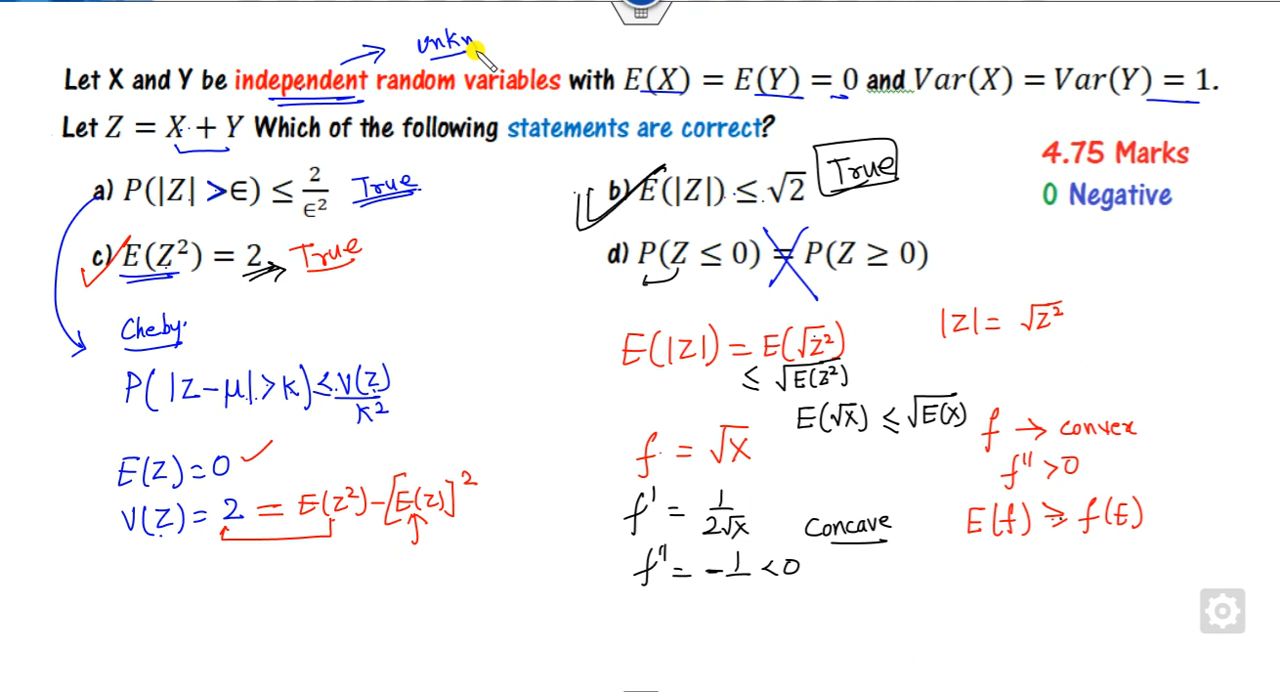 unkn
Let X and Y be independent random variables with E(X) = E(Y) = 0 and Var(X) = Var(Y) = 1.
Let Z = X + Y Which of the following statements are correct?
4.75 Marks
0 Negative
a) P(|Z| >∈) ≤ 2/∈² True
b) E(|Z|) ≤ √2 True
c) E(Z²) = 2 True
d) P(Z ≤ 0) = P(Z ≥ 0)
Cheby.
P( |Z-μ| > k) ≤ V(Z)/k²
E(Z) = 0
V(Z) = 2 = E(Z²) - [E(Z)]²
E(|Z|) = E(√Z²)
|Z| = √Z²
≤ √E(Z²)
E(√X) ≤ √E(X)
f = √X
f' = 1/2√x
f'' = -1 < 0
Concave
f → convex
f'' > 0
E(f) ≥ f(E)